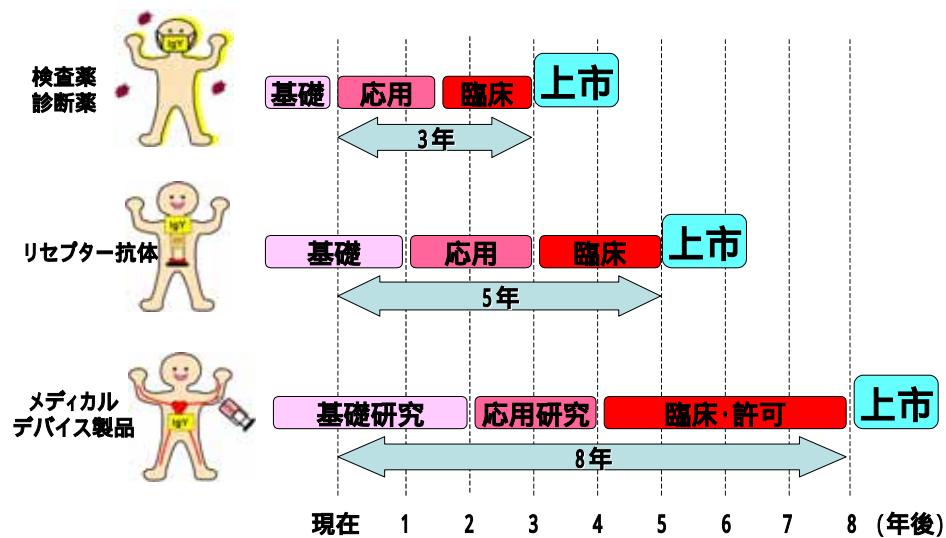 IgY
検査薬
診断薬
基礎
応用
臨床
上市
3年
IgY
リセプター抗体
基礎
応用
臨床
上市
5年
メディカル
デバイス製品
IgY
基礎研究
応用研究
臨床・許可
上市
8年
現在 1 2 3 4 5 6 7 8 (年後)